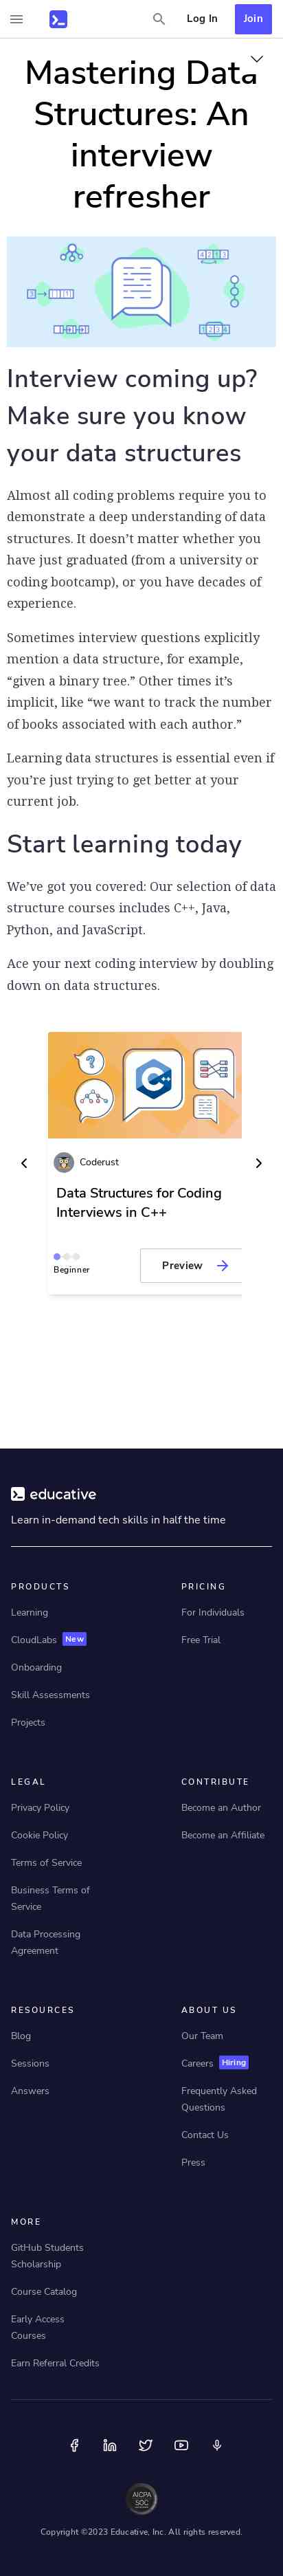 Log In
Join
Mastering Data
Structures: An
interview
refresher
Interview coming up?
Make sure you know
your data structures
Almost all coding problems require you to
demonstrate a deep understanding of data
structures. It doesn’t matter whether you
have just graduated (from a university or
coding bootcamp), or you have decades of
experience.
Sometimes interview questions explicitly
mention a data structure, for example,
“given a binary tree.” Other times it’s
implicit, like “we want to track the number
of books associated with each author.”
Learning data structures is essential even if
you’re just trying to get better at your
current job.
Start learning today
We’ve got you covered: Our selection of data
structure courses includes C++, Java,
Python, and JavaScript.
Ace your next coding interview by doubling
down on data structures.
C++
Coderust
Data Structures for Coding
Interviews in C++
Beginner
Preview
educative
Learn in-demand tech skills in half the time
PRODUCTS
Learning
CloudLabs New
Onboarding
Skill Assessments
Projects
PRICING
For Individuals
Free Trial
LEGAL
Privacy Policy
Cookie Policy
Terms of Service
Business Terms of
Service
Data Processing
Agreement
CONTRIBUTE
Become an Author
Become an Affiliate
RESOURCES
Blog
Sessions
Answers
ABOUT US
Our Team
Careers Hiring
Frequently Asked
Questions
Contact Us
Press
MORE
GitHub Students
Scholarship
Course Catalog
Early Access
Courses
Earn Referral Credits
AICPA
SOC
Copyright ©2023 Educative, Inc. All rights reserved.